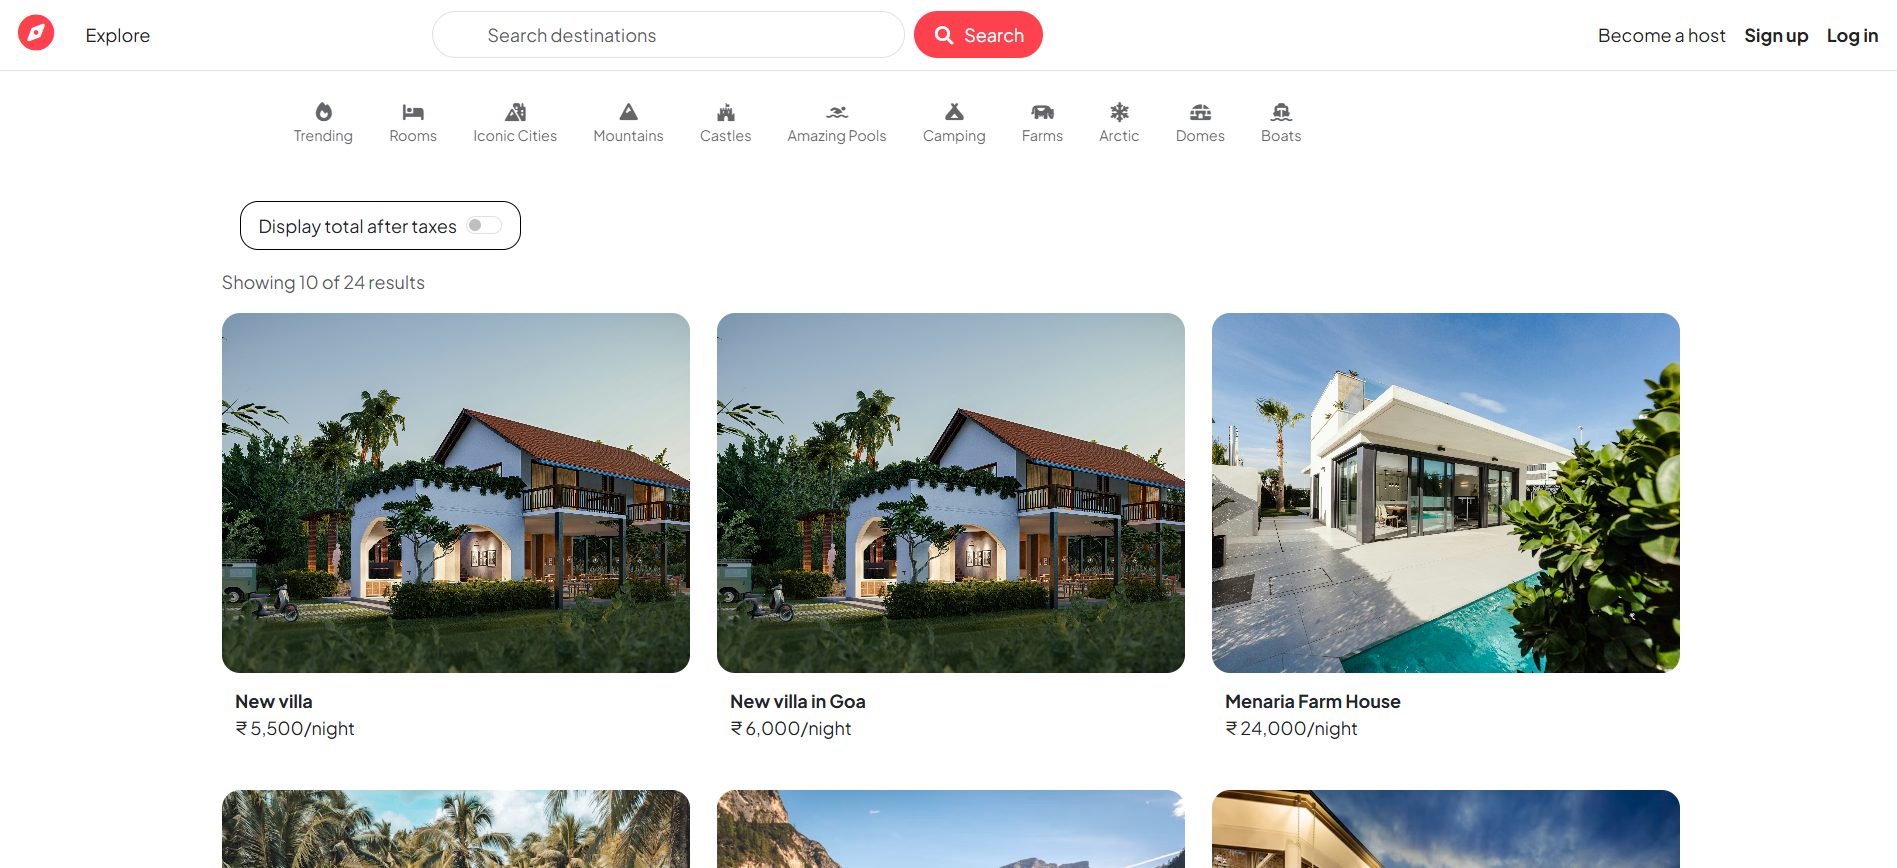 Explore
Search destinations
Search
Become a host
Sign up
Log in
Trending
Rooms
Iconic Cities
Mountains
Castles
Amazing Pools
Camping
Farms
Arctic
Domes
Boats
Display total after taxes
Showing 10 of 24 results
New villa
₹ 5,500/night
New villa in Goa
₹ 6,000/night
Menaria Farm House
₹ 24,000/night